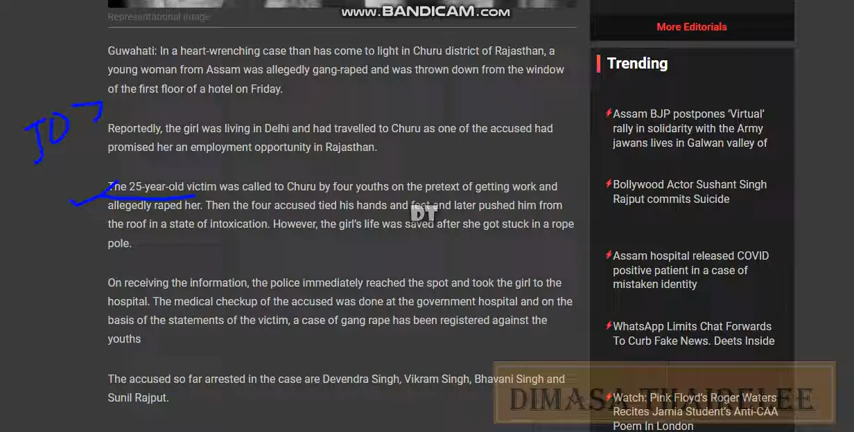 WWW.BANDICAM.COM
Representational Image
Guwahati: In a heart-wrenching case than has come to light in Churu district of Rajasthan, a
young woman from Assam was allegedly gang-raped and was thrown down from the window
of the first floor of a hotel on Friday.
Reportedly, the girl was living in Delhi and had travelled to Churu as one of the accused had
promised her an employment opportunity in Rajasthan.
The 25-year-old victim was called to Churu by four youths on the pretext of getting work and
allegedly raped her. Then the four accused tied his hands and feet and later pushed him from
the roof in a state of intoxication. However, the girl's life was saved after she got stuck in a rope
pole.
On receiving the information, the police immediately reached the spot and took the girl to the
hospital. The medical checkup of the accused was done at the government hospital and on the
basis of the statements of the victim, a case of gang rape has been registered against the
youths
The accused so far arrested in the case are Devendra Singh, Vikram Singh, Bhavani Singh and
Sunil Rajput.
DT
More Editorials
Trending
Assam BJP postpones 'Virtual'
rally in solidarity with the Army
jawans lives in Galwan valley of
Bollywood Actor Sushant Singh
Rajput commits Suicide
Assam hospital released COVID
positive patient in a case of
mistaken identity
WhatsApp Limits Chat Forwards
To Curb Fake News. Deets Inside
Watch: Pink Floyd's Roger Waters
Recites Jamia Student's Anti-CAA
Poem In London
DIMASA THAIRELEE